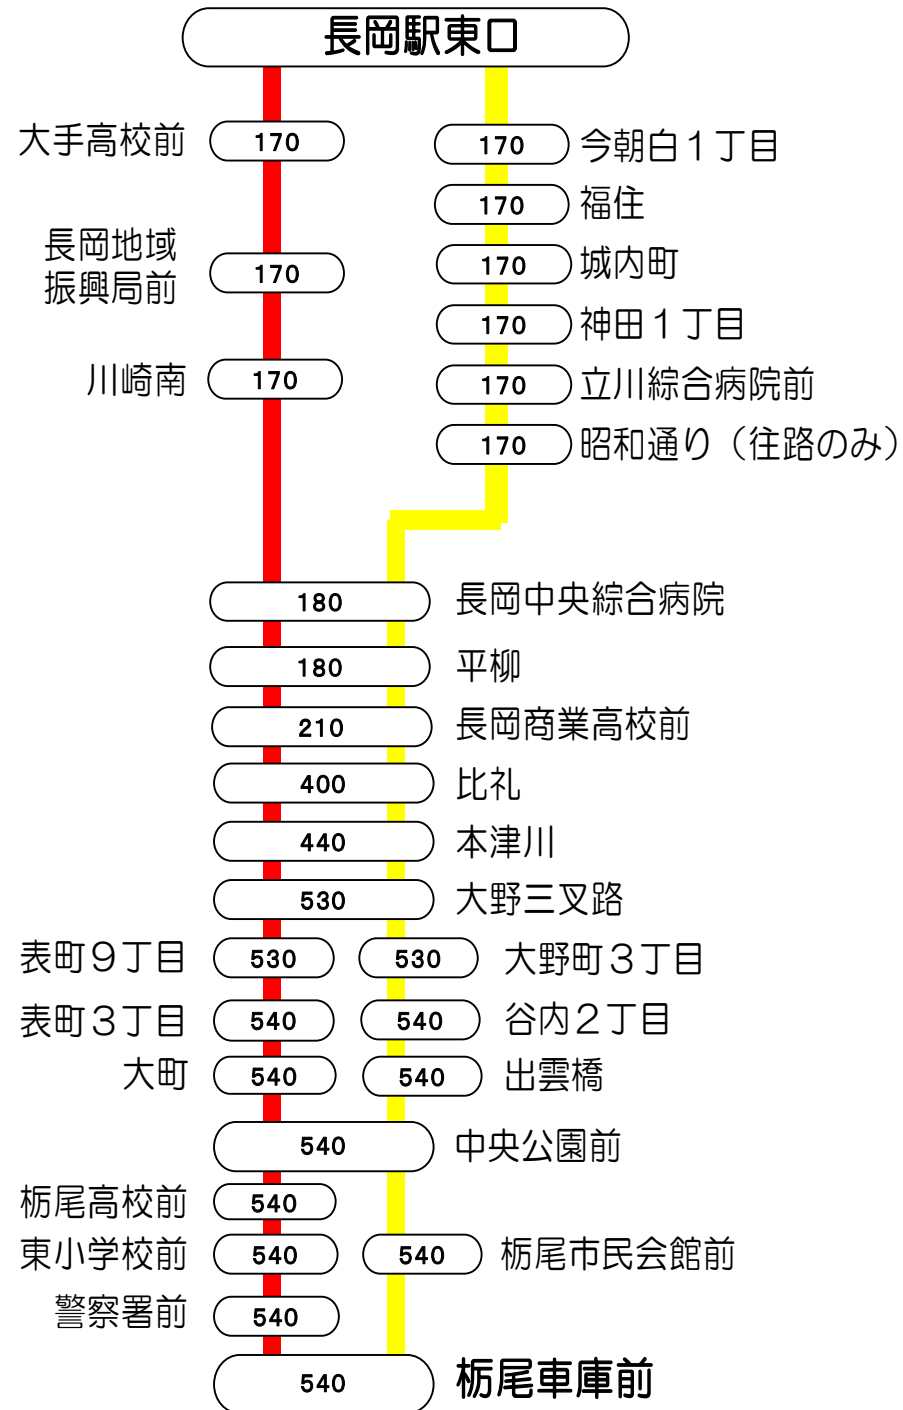 長岡駅東口
大手高校前 170 170 今朝白１丁目
170 福住
長岡地域
振興局前 170 170 城内町
170 神田１丁目
川崎南 170 170 立川綜合病院前
170 昭和通り（往路のみ）
180 長岡中央綜合病院
180 平柳
210 長岡商業高校前
400 比礼
440 本津川
530 大野三叉路
表町９丁目 530 530 大野町３丁目
表町３丁目 540 540 谷内２丁目
大町 540 540 出雲橋
540 中央公園前
栃尾高校前 540
東小学校前 540 540 栃尾市民会館前
警察署前 540
540 栃尾車庫前